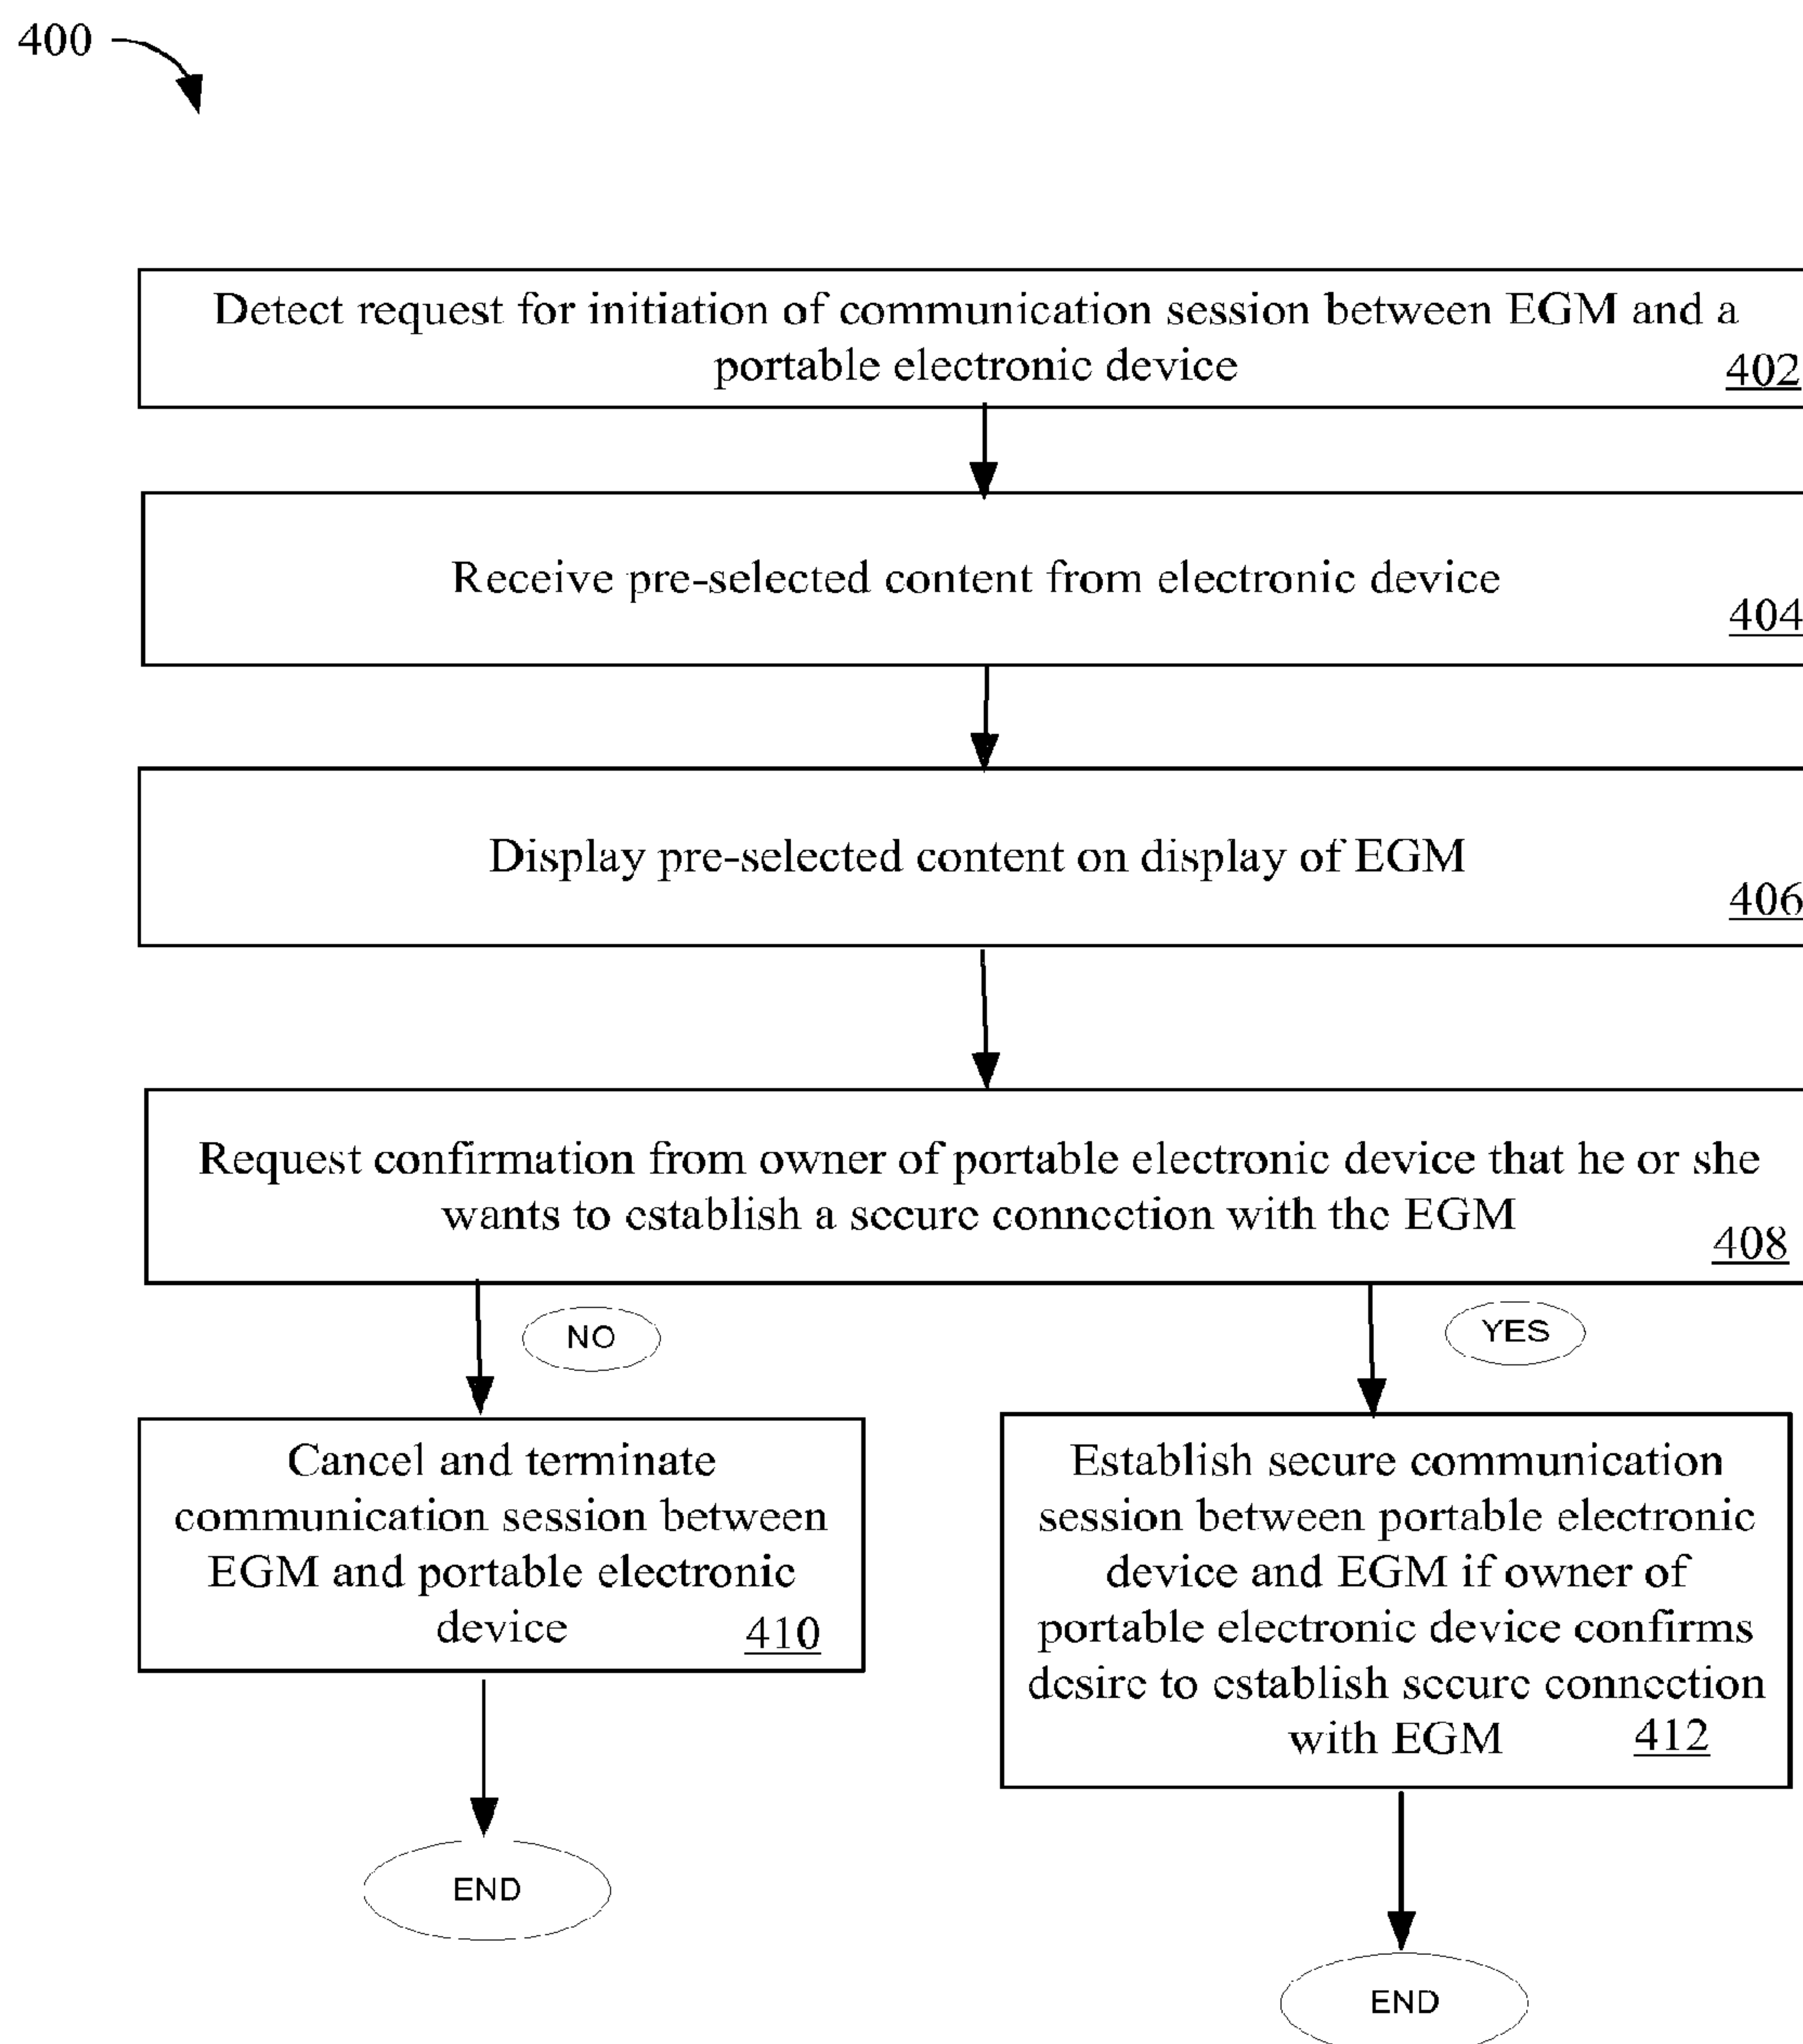 400
Detect request for initiation of communication session between EGM and a
portable electronic device
402
Receive pre-selected content from electronic device
404
Display pre-selected content on display of EGM
406
Request confirmation from owner of portable electronic device that he or she
wants to establish a secure connection with the EGM
408
NO
YES
Cancel and terminate
communication session between
EGM and portable electronic
device
410
Establish secure communication
session between portable electronic
device and EGM if owner of
portable electronic device confirms
desire to establish secure connection
with EGM
412
END
END